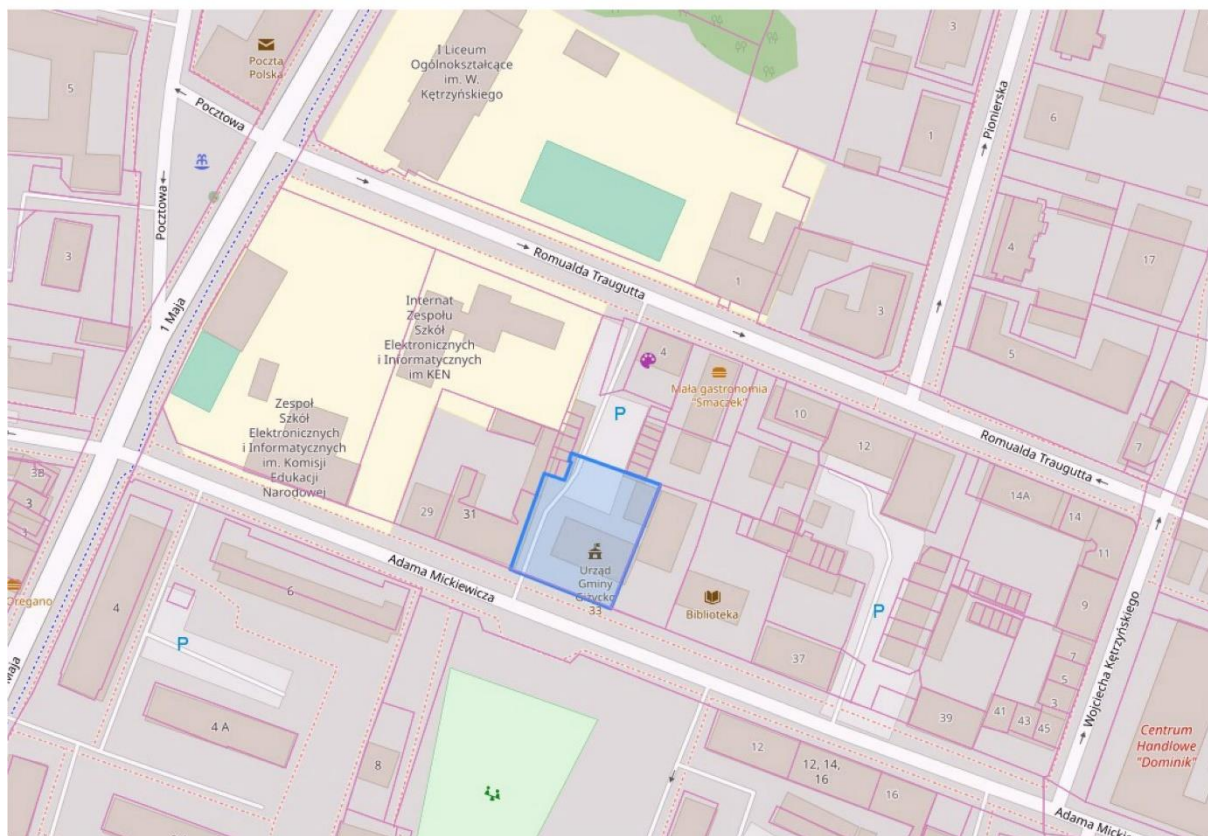 3
Poczta
Polska
I Liceum
Ogólnokształcące
im. W.
Kętrzyńskiego
5
Pocztowa
Pionierska
6
1
Pocztowa
3
4
17
Romualda Traugutta
1
3
1 Maja
Internat
Zespołu
Szkół
Elektronicznych
i Informatycznych
im KEN
4
5
Mała gastronomia
"Smaczek"
P
10
12
Zespoł
Szkół
Elektronicznych
i Informatycznych
im. Komisji
Edukacji
Narodowej
Romualda Traugutta
7
3B
3
3
29
31
14A
14
11
Adama Mickiewicza
Urząd
Gminy
Giżycko
33
Oregano
4
6
Biblioteka
P
9
P
37
7
5
3
Wojciecha Kętrzyńskiego
Maja
4 A
39
41
43
45
Centrum
Handlowe
"Dominik"
8
12
12, 14,
16
16
Adama Mick